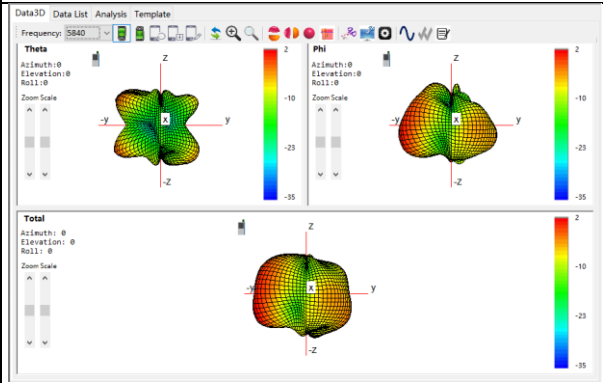 Data3D Data List Analysis Template
Frequency: 5840
Theta
Azimuth:0
Elevation:0
Roll:0
Zoom Scale
Z
-y
X
y
-Z
2
-10
-23
-35
Phi
Azimuth:0
Elevation:0
Roll:0
Zoom Scale
Z
-y
X
y
-Z
2
-10
-23
-35
Total
Azimuth: 0
Elevation: 0
Roll: 0
Zoom Scale
Z
-y
X
y
-Z
2
-10
-23
-35